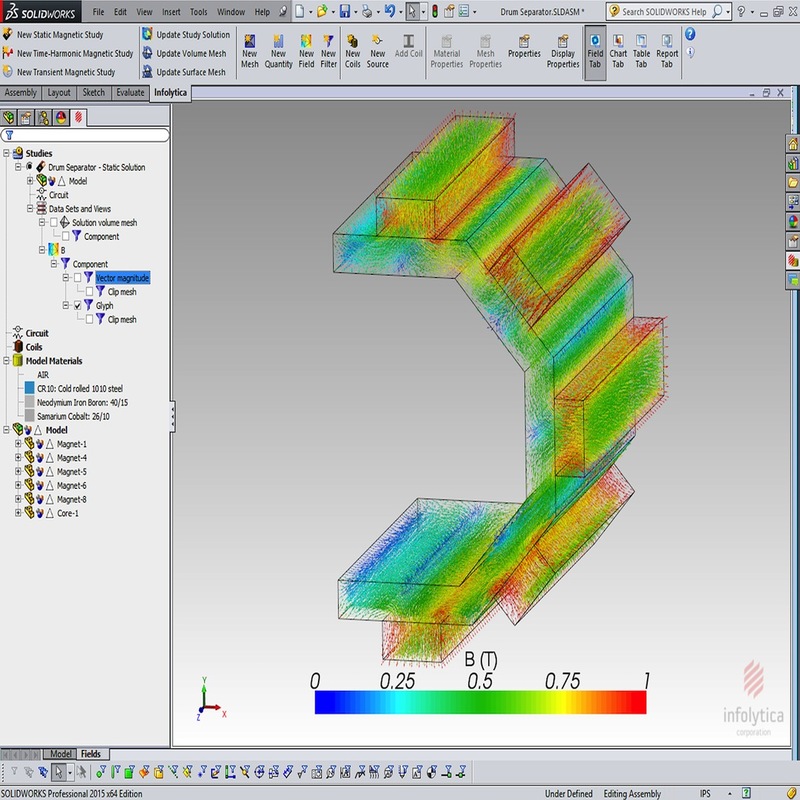 SOLIDWORKS File Edit View Insert Tools Window Help Drum Separator.SLDASM * Search SOLIDWORKS Help
New Static Magnetic Study
New Time-Harmonic Magnetic Study
New Transient Magnetic Study
Update Study Solution
Update Volume Mesh
Update Surface Mesh
New Mesh
New Quantity
New Field
New Filter
New Coils
New Source
Add Coil
Material Properties
Mesh Properties
Properties
Display Properties
Field Tab
Chart Tab
Table Tab
Report Tab
Assembly Layout Sketch Evaluate Infolytica
Studies
Drum Separator - Static Solution
Model
Circuit
Data Sets and Views
Solution volume mesh
Component
B
Component
Vector magnitude
Clip mesh
Glyph
Clip mesh
Circuit
Coils
Model Materials
AIR
CR10: Cold rolled 1010 steel
Neodymium Iron Boron: 40/15
Samarium Cobalt: 26/10
Model
Magnet-1
Magnet-4
Magnet-5
Magnet-6
Magnet-8
Core-1
B (T)
0 0.25 0.5 0.75 1
Y
Z X
infolytica
corporation
Model Fields
SOLIDWORKS Professional 2015 x64 Edition Under Defined Editing Assembly IPS